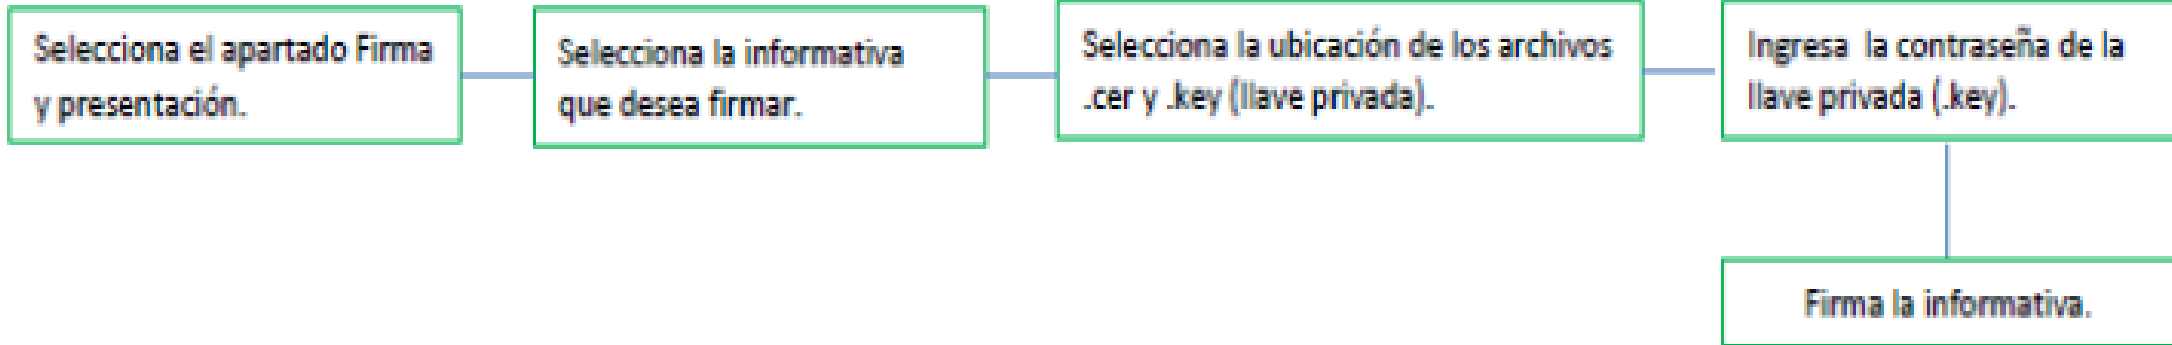 Selecciona el apartado Firma
y presentación.
Selecciona la informativa
que desea firmar.
Selecciona la ubicación de los archivos
.cer y .key (llave privada).
Ingresa la contraseña de la
llave privada (.key).
Firma la informativa.